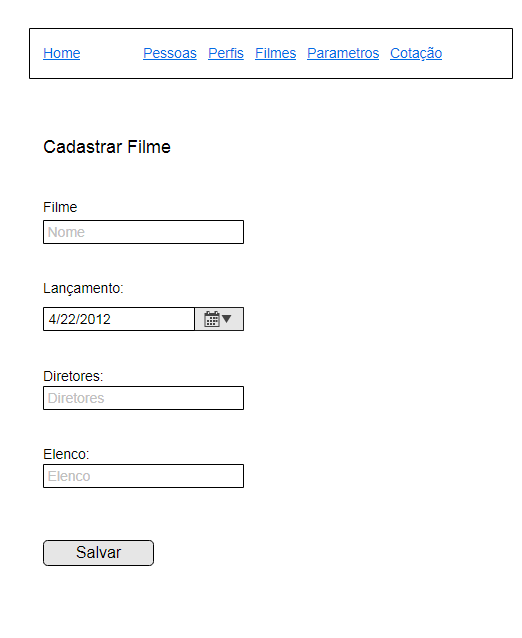 Home Pessoas Perfis Filmes Parametros Cotação
Cadastrar Filme
Filme
Nome
Lançamento:
4/22/2012
Diretores:
Diretores
Elenco:
Elenco
Salvar